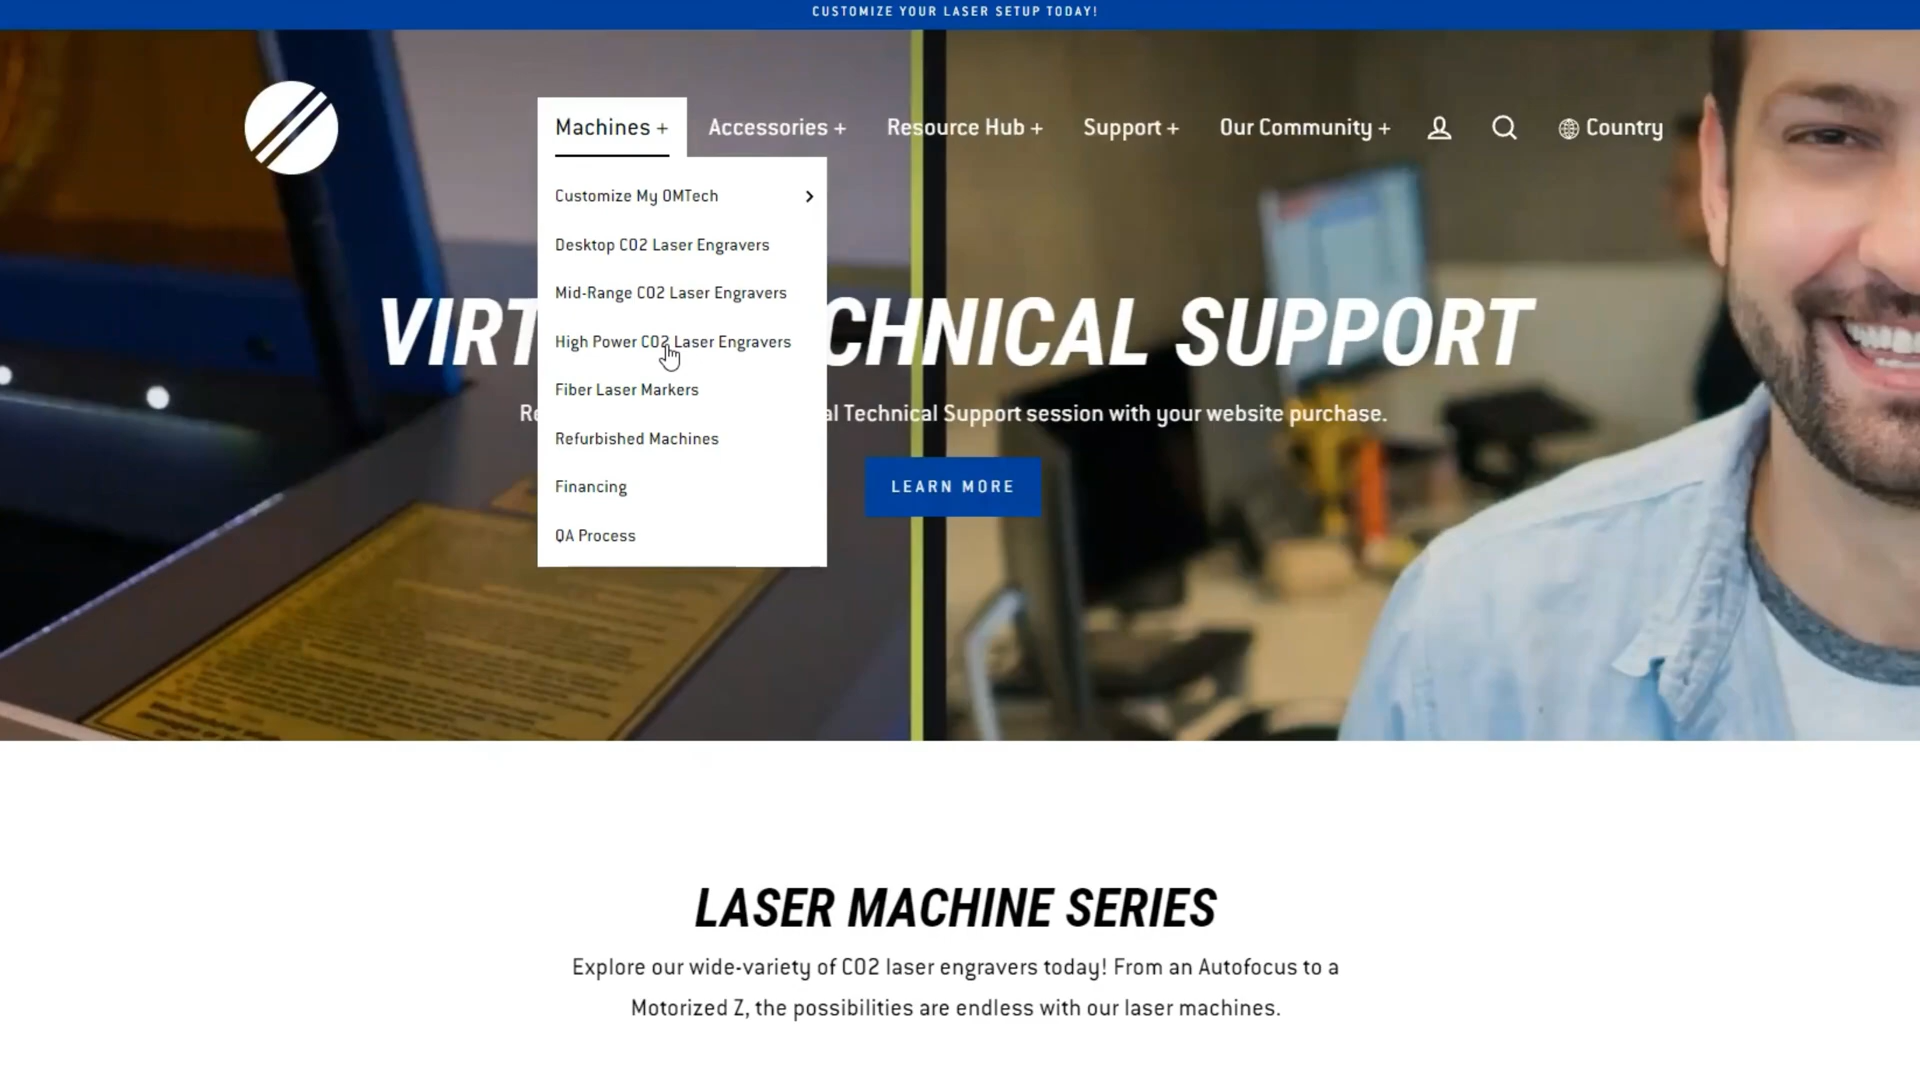 CUSTOMIZE YOUR LASER SETUP TODAY!
Machines + Accessories + Resource Hub + Support + Our Community + Country
Customize My OMTech
Desktop CO2 Laser Engravers
Mid-Range CO2 Laser Engravers
High Power CO2 Laser Engravers
Fiber Laser Markers
Refurbished Machines
Financing
QA Process
VIRT CHNICAL SUPPORT
Re al Technical Support session with your website purchase.
LEARN MORE
LASER MACHINE SERIES
Explore our wide-variety of CO2 laser engravers today! From an Autofocus to a
Motorized Z, the possibilities are endless with our laser machines.